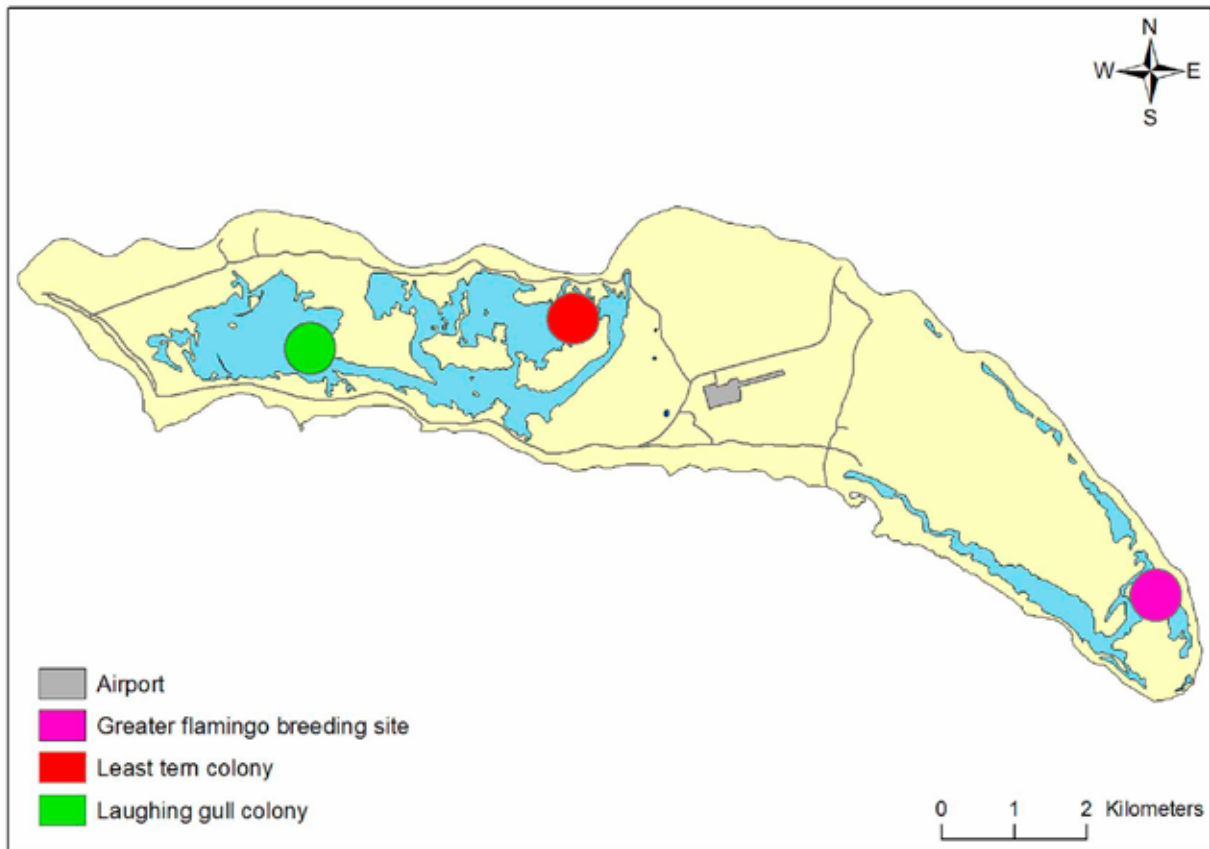 N
W E
S
Airport
Greater flamingo breeding site
Least tern colony
Laughing gull colony
0 1 2 Kilometers